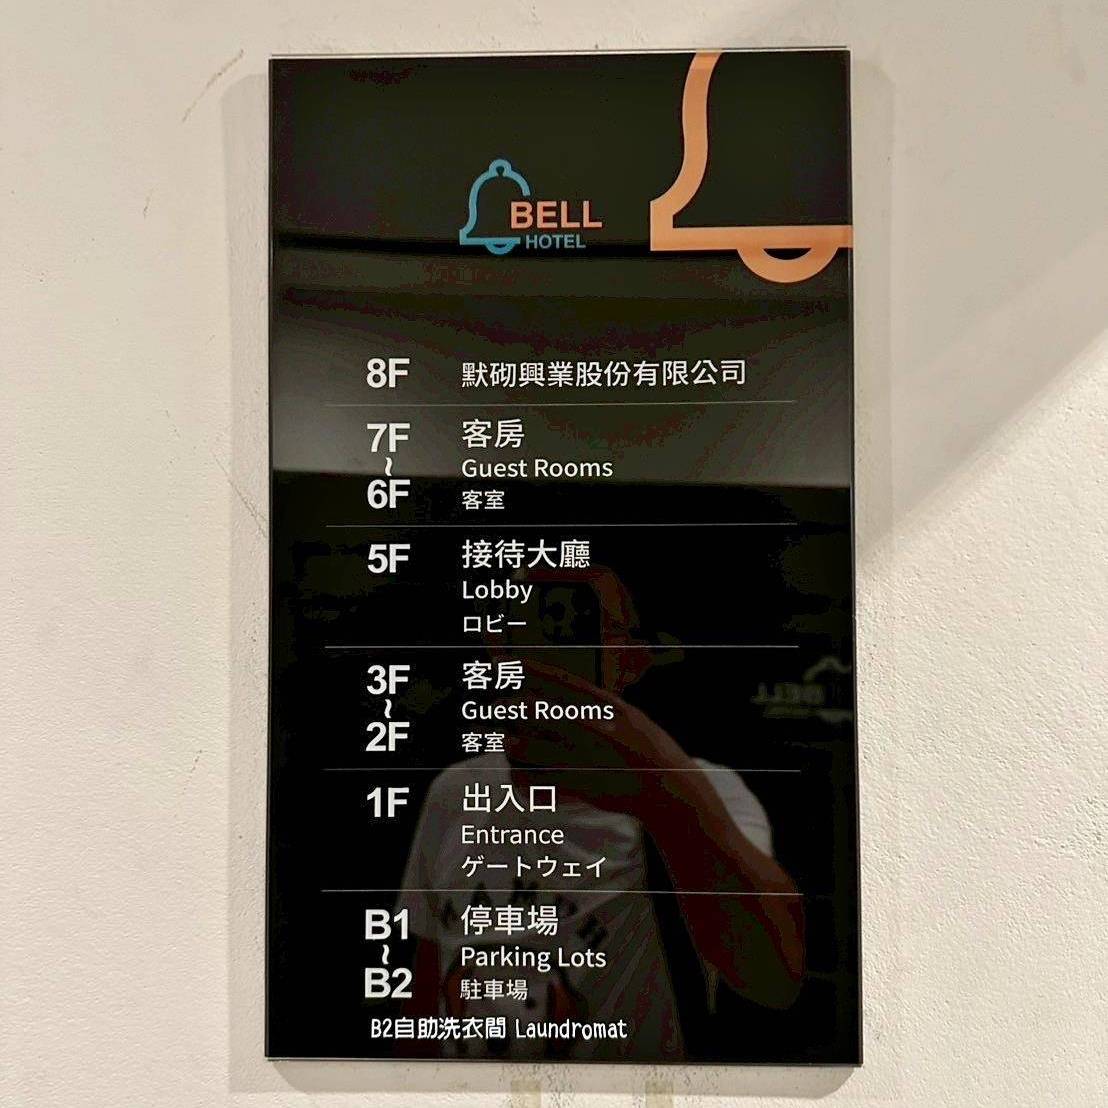 BELL
HOTEL
8F 默砌興業股份有限公司
7F
~
6F
客房
Guest Rooms
客室
5F 接待大廳
Lobby
ロビー
3F
~
2F
客房
Guest Rooms
客室
1F 出入口
Entrance
ゲートウェイ
B1
~
B2
停車場
Parking Lots
駐車場
B2自助洗衣間 Laundromat